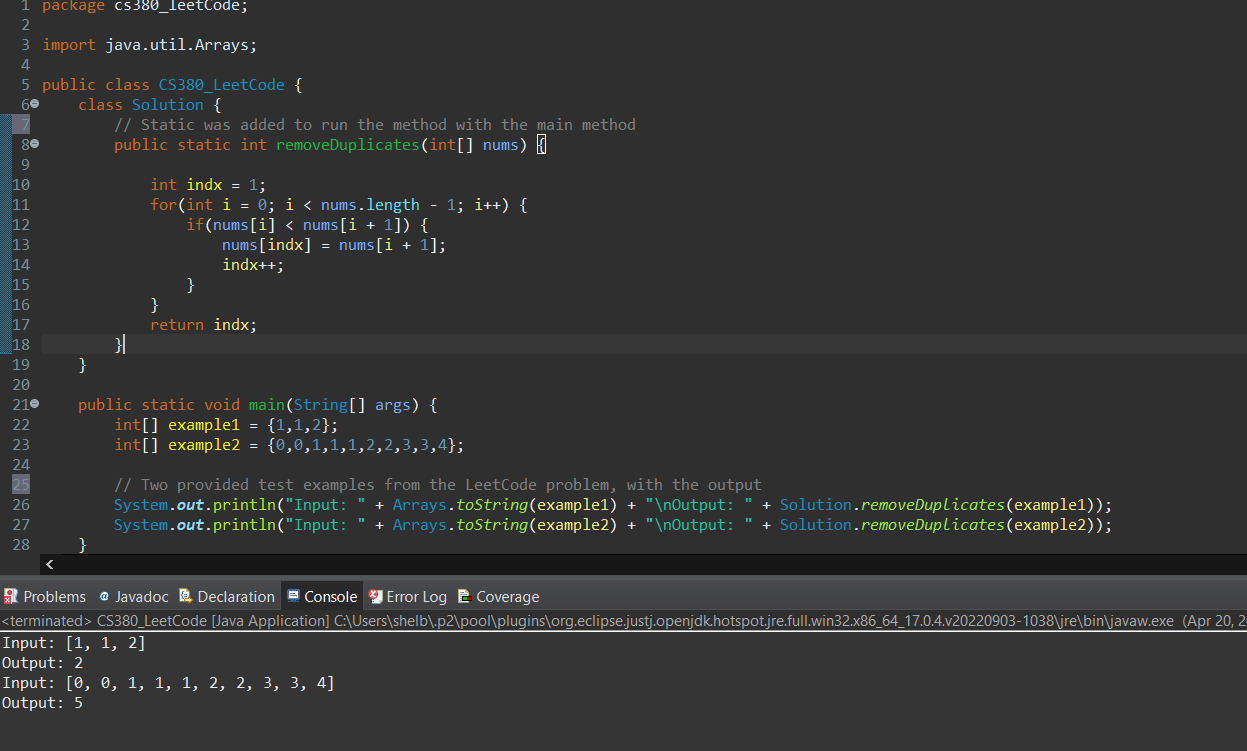 1 package cs380_leetCode;
2
3 import java.util.Arrays;
4
5 public class CS380_LeetCode {
6     class Solution {
7         // Static was added to run the method with the main method
8         public static int removeDuplicates(int[] nums) {
9
10             int indx = 1;
11             for(int i = 0; i < nums.length - 1; i++) {
12                 if(nums[i] < nums[i + 1]) {
13                     nums[indx] = nums[i + 1];
14                     indx++;
15                 }
16             }
17             return indx;
18         }
19     }
20
21     public static void main(String[] args) {
22         int[] example1 = {1,1,2};
23         int[] example2 = {0,0,1,1,1,2,2,3,3,4};
24
25         // Two provided test examples from the LeetCode problem, with the output
26         System.out.println("Input: " + Arrays.toString(example1) + "\nOutput: " + Solution.removeDuplicates(example1));
27         System.out.println("Input: " + Arrays.toString(example2) + "\nOutput: " + Solution.removeDuplicates(example2));
28     }
Problems @ Javadoc Declaration Console Error Log Coverage
<terminated> CS380_LeetCode [Java Application] C:\Users\shelb\.p2\pool\plugins\org.eclipse.justj.openjdk.hotspot.jre.full.win32.x86_64_17.0.4.v20220903-1038\jre\bin\javaw.exe (Apr 20, 2
Input: [1, 1, 2]
Output: 2
Input: [0, 0, 1, 1, 1, 2, 2, 3, 3, 4]
Output: 5